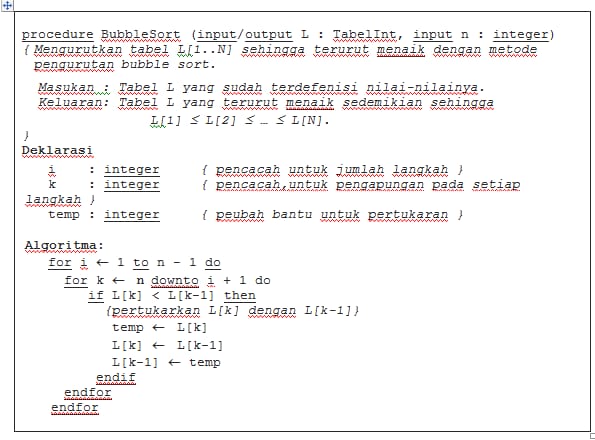 procedure BubbleSort (input/output L : TabelInt, input n : integer)
{ Mengurutkan tabel L[1..N] sehingga terurut menaik dengan metode
pengurutan bubble sort.
Masukan : Tabel L yang sudah terdefenisi nilai-nilainya.
Keluaran: Tabel L yang terurut menaik sedemikian sehingga
L[1] ≤ L[2] ≤ … ≤ L[N].
}
Deklarasi
i : integer { pencacah untuk jumlah langkah }
k : integer { pencacah,untuk pengapungan pada setiap
langkah }
temp : integer { peubah bantu untuk pertukaran }
Algoritma:
for i ← 1 to n - 1 do
for k ← n downto i + 1 do
if L[k] < L[k-1] then
{pertukarkan L[k] dengan L[k-1]}
temp ← L[k]
L[k] ← L[k-1]
L[k-1] ← temp
endif
endfor
endfor